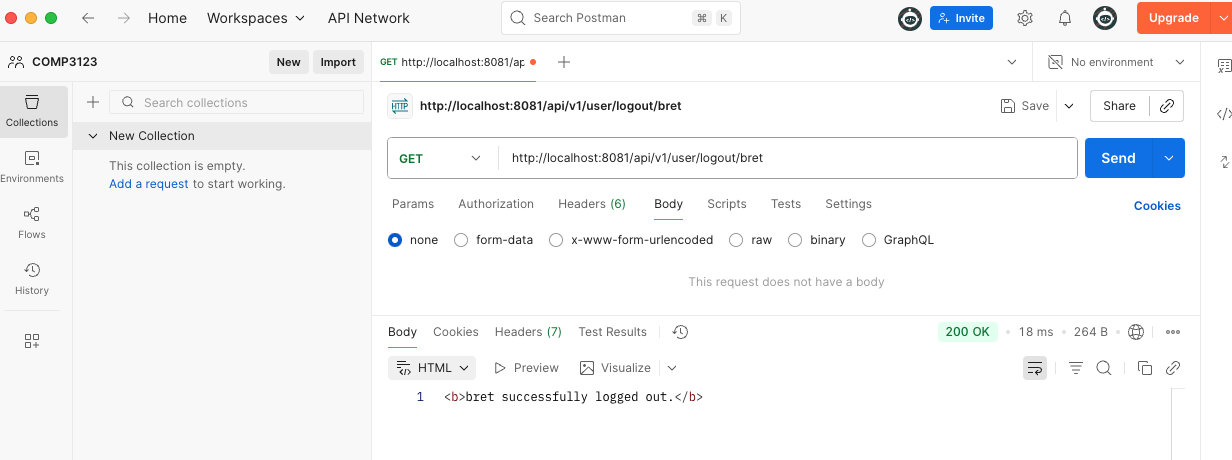 Home Workspaces API Network Search Postman ⌘ K Invite Upgrade
COMP3123 New Import GET http://localhost:8081/ap No environment
Search collections
HTTP http://localhost:8081/api/v1/user/logout/bret Save Share
Collections
New Collection
This collection is empty.
Add a request to start working.
Environments
Flows
History
GET http://localhost:8081/api/v1/user/logout/bret Send
Params Authorization Headers (6) Body Scripts Tests Settings Cookies
none form-data x-www-form-urlencoded raw binary GraphQL
This request does not have a body
Body Cookies Headers (7) Test Results 200 OK • 18 ms • 264 B
HTML Preview Visualize
1 <b>bret successfully logged out.</b>